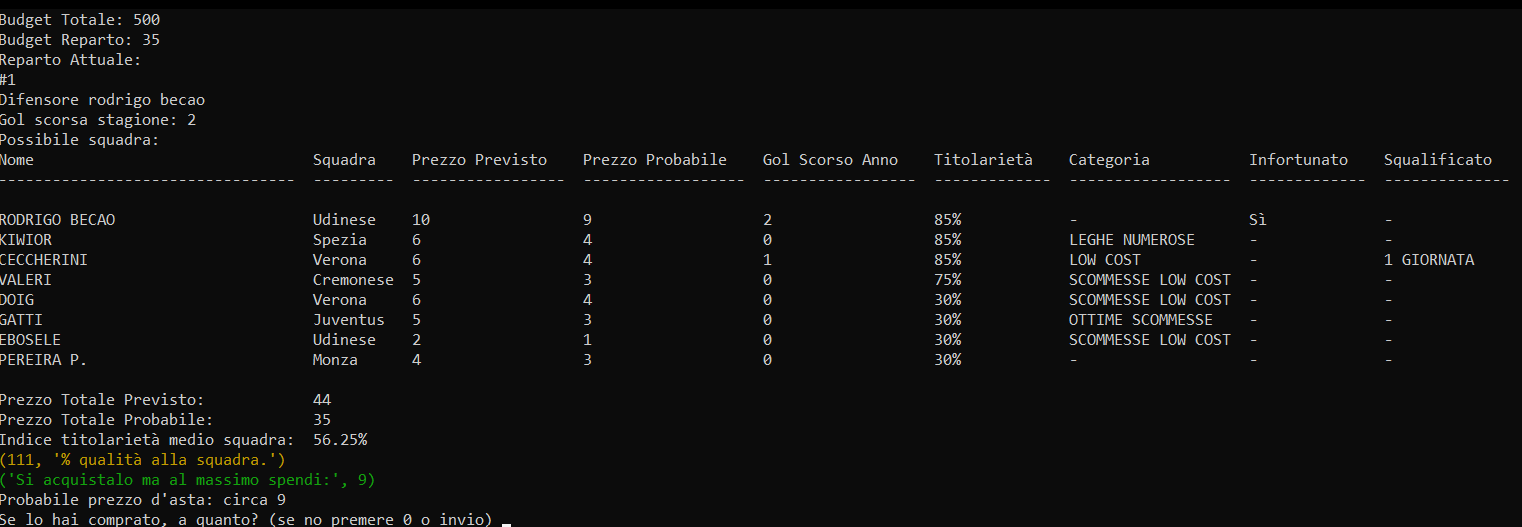 Budget Totale: 500
Budget Reparto: 35
Reparto Attuale:
#1
Difensore rodrigo becao
Gol scorsa stagione: 2
Possibile squadra:
Nome Squadra Prezzo Previsto Prezzo Probabile Gol Scorso Anno Titolarietà Categoria Infortunato Squalificato
--------------------------------- --------- ----------------- ------------------ ----------------- ------------- ------------------ ------------- --------------
RODRIGO BECAO Udinese 10 9 2 85% - Sì -
KIWIOR Spezia 6 4 0 85% LEGHE NUMEROSE - -
CECCHERINI Verona 6 4 1 85% LOW COST - 1 GIORNATA
VALERI Cremonese 5 3 0 75% SCOMMESSE LOW COST - -
DOIG Verona 6 4 0 30% SCOMMESSE LOW COST - -
GATTI Juventus 5 3 0 30% OTTIME SCOMMESSE - -
EBOSELE Udinese 2 1 0 30% SCOMMESSE LOW COST - -
PEREIRA P. Monza 4 3 0 30% - - -
Prezzo Totale Previsto: 44
Prezzo Totale Probabile: 35
Indice titolarietà medio squadra: 56.25%
(111, '% qualità alla squadra.')
('Si acquistalo ma al massimo spendi:', 9)
Probabile prezzo d'asta: circa 9
Se lo hai comprato, a quanto? (se no premere 0 o invio)